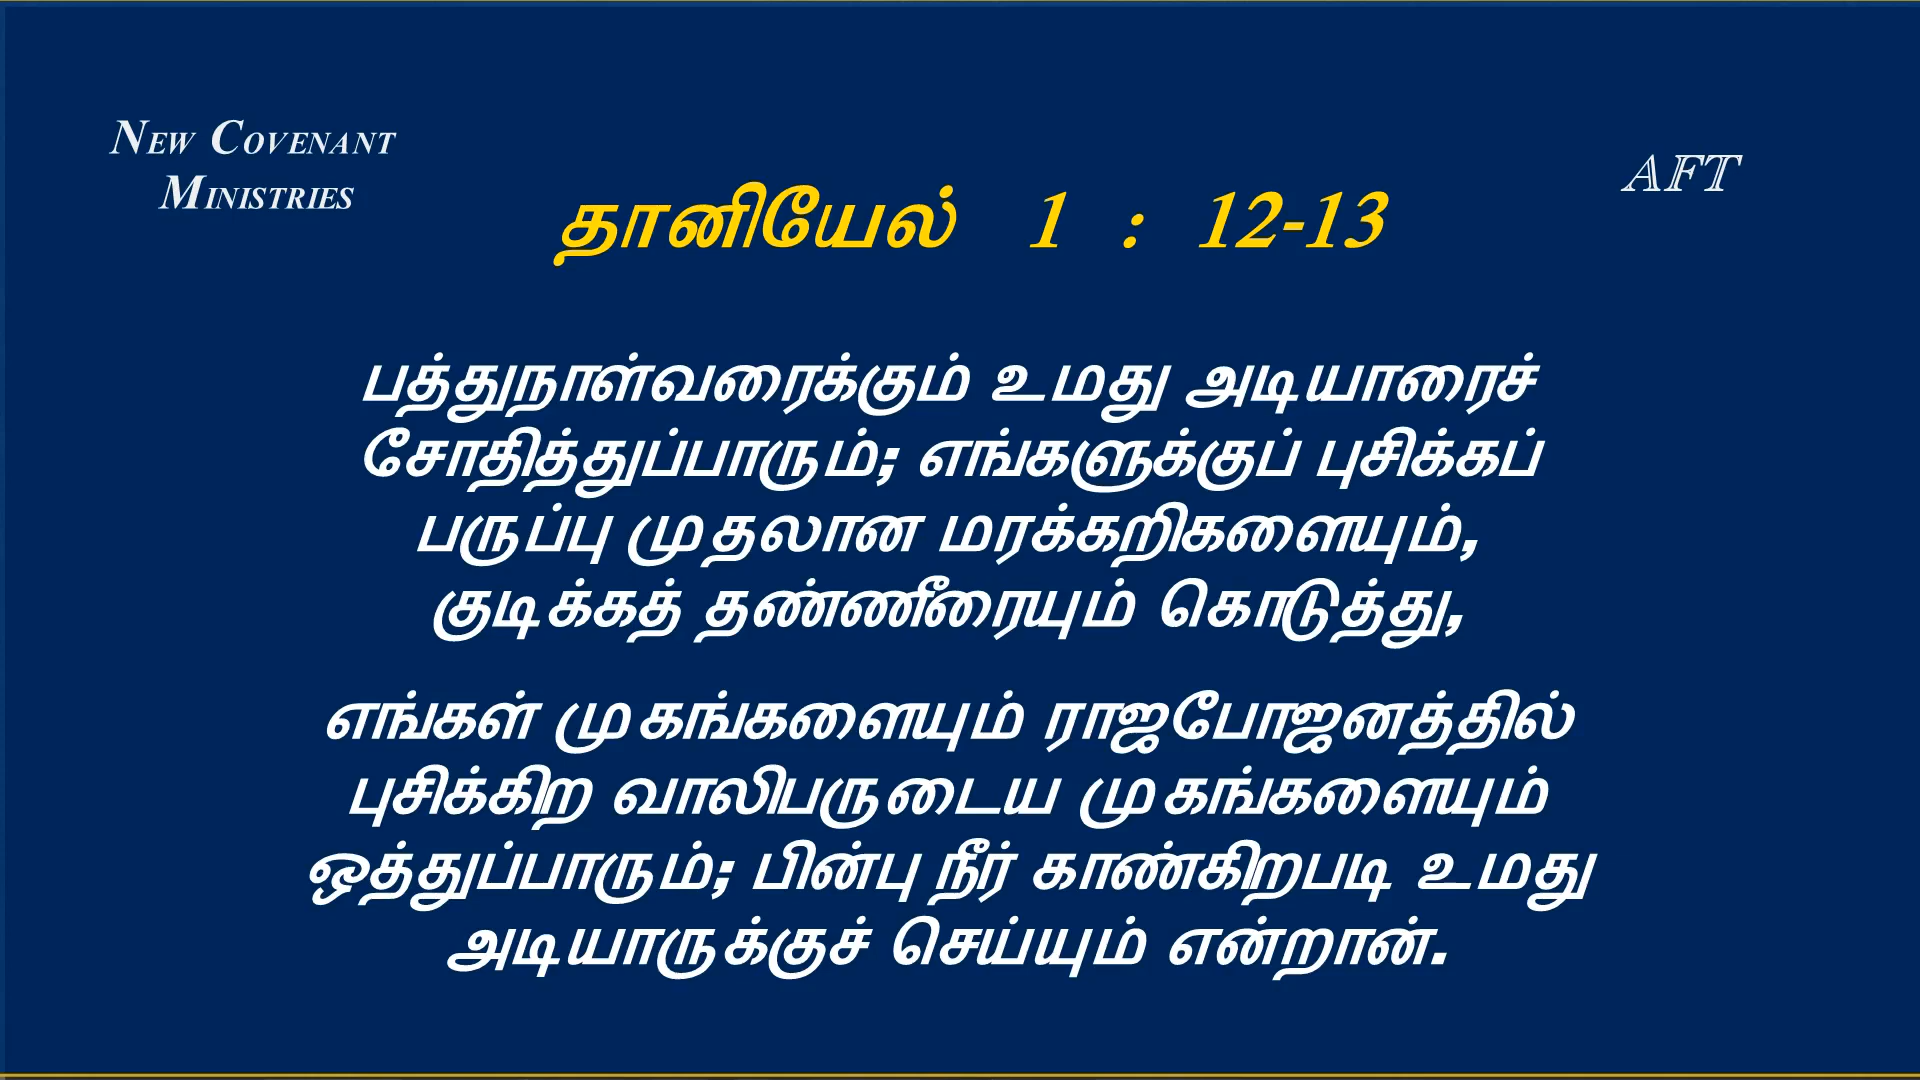 NEW COVENANT
MINISTRIES
AFT
தானியேல் 1 : 12-13
பத்துநாள்வரைக்கும் உமது அடியாரைச்
சோதித்துப்பாரும்; எங்களுக்குப் புசிக்கப்
பருப்பு முதலான மரக்கறிகளையும்,
குடிக்கத் தண்ணீரையும் கொடுத்து,
எங்கள் முகங்களையும் ராஜபோஜனத்தில்
புசிக்கிற வாலிபருடைய முகங்களையும்
ஒத்துப்பாரும்; பின்பு நீர் காண்கிறபடி உமது
அடியாருக்குச் செய்யும் என்றான்.